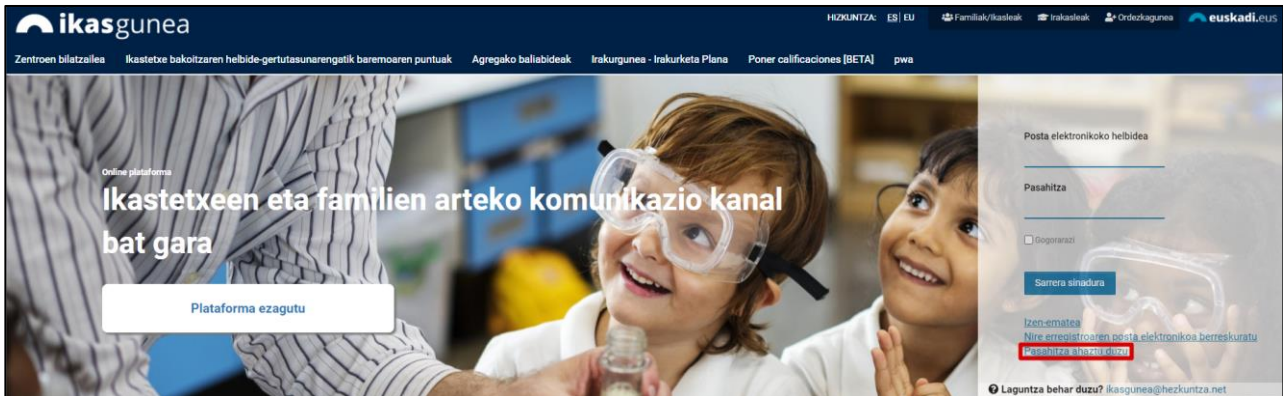 ikasgunea
HIZKUNTZA: ES EU Familiak/Ikasleak Irakasleak Ordezkagunea euskadi.eus
Zentroen bilatzailea Ikastetxe bakoitzaren helbide-gertutasunarengatik baremoaren puntuak Agregako baliabideak Irakurgunea - Irakurketa Plana Poner calificaciones [BETA] pwa
Online plataforma
Ikastetxeen eta familien arteko komunikazio kanal
bat gara
Plataforma ezagutu
Posta elektronikoko helbidea
Pasahitza
Gogorarazi
Sarrera sinadura
Izen-ematea
Nire erregistroaren posta elektronikoa berreskuratu
Pasahitza ahaztu duzu
Laguntza behar duzu? ikasgunea@hezkuntza.net